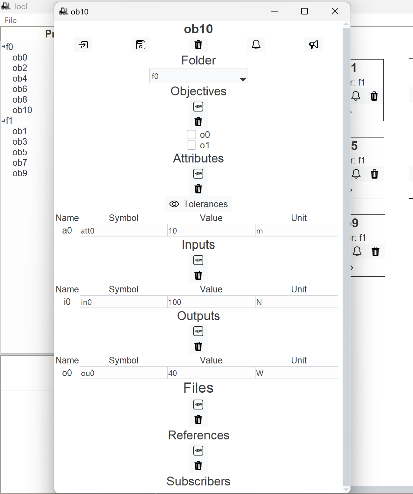 tool
ob10
File
Pr
f0
ob0
ob2
ob4
ob6
ob8
ob10
f1
ob1
ob3
ob5
ob7
ob9
ob10
Folder
f0
Objectives
o0
o1
Attributes
Tolerances
Name Symbol Value Unit
a0 att0 10 m
Inputs
Name Symbol Value Unit
i0 in0 100 N
Outputs
Name Symbol Value Unit
o0 ou0 40 W
Files
References
Subscribers
1
r: f1
5
r: f1
9
r: f1